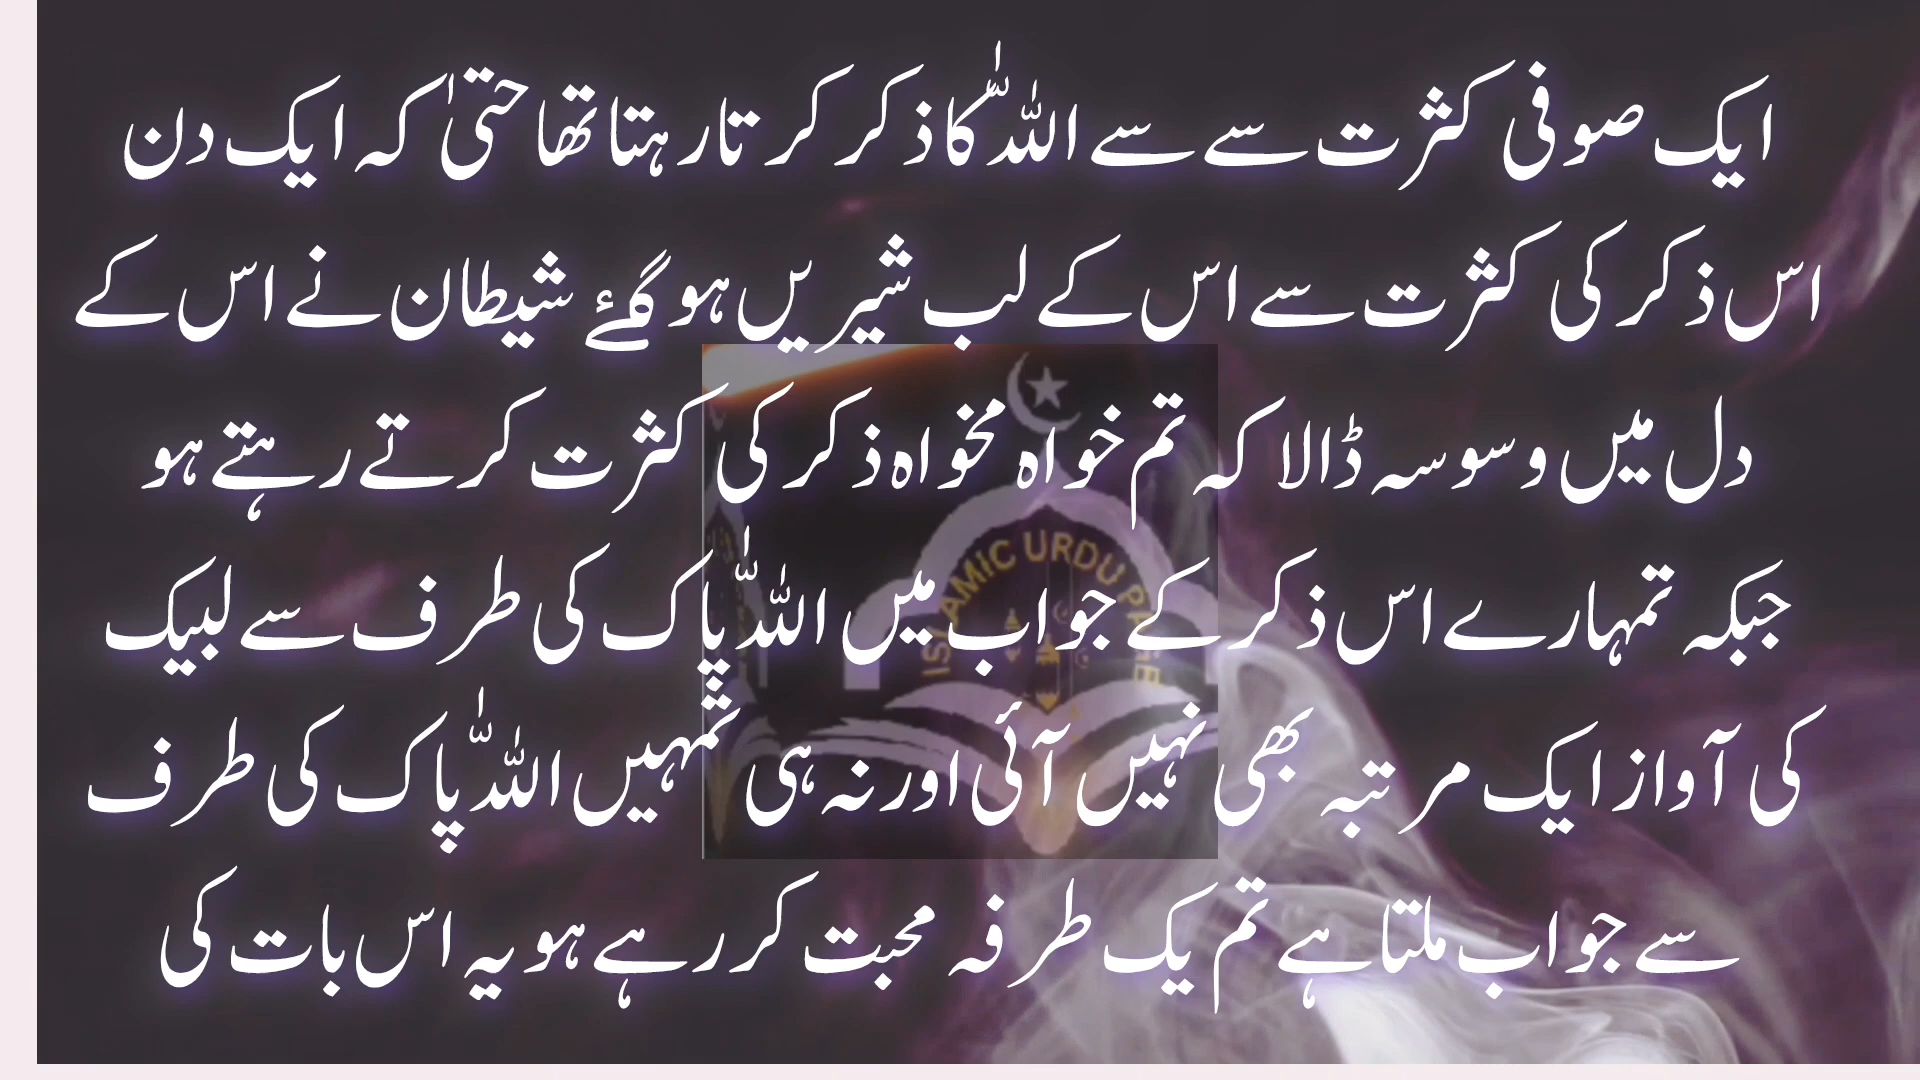 ایک صوفی کثرت سے سے اللہ کا ذکر کرتا رہتا تھا حتیٰ کہ ایک دن
اس ذکر کی کثرت سے اس کے لب شیریں ہو گئے شیطان نے اس کے
دل میں وسوسہ ڈالا کہ تم خواہ مخواہ ذکر کی کثرت کرتے رہتے ہو
جبکہ تمہارے اس ذکر کے جواب میں اللہ پاک کی طرف سے لبیک
کی آواز ایک مرتبہ بھی نہیں آئی اور نہ ہی تمہیں اللہ پاک کی طرف
سے جواب ملتا ہے تم یک طرفہ محبت کر رہے ہو یہ اس بات کی
ISLAMIC URDU